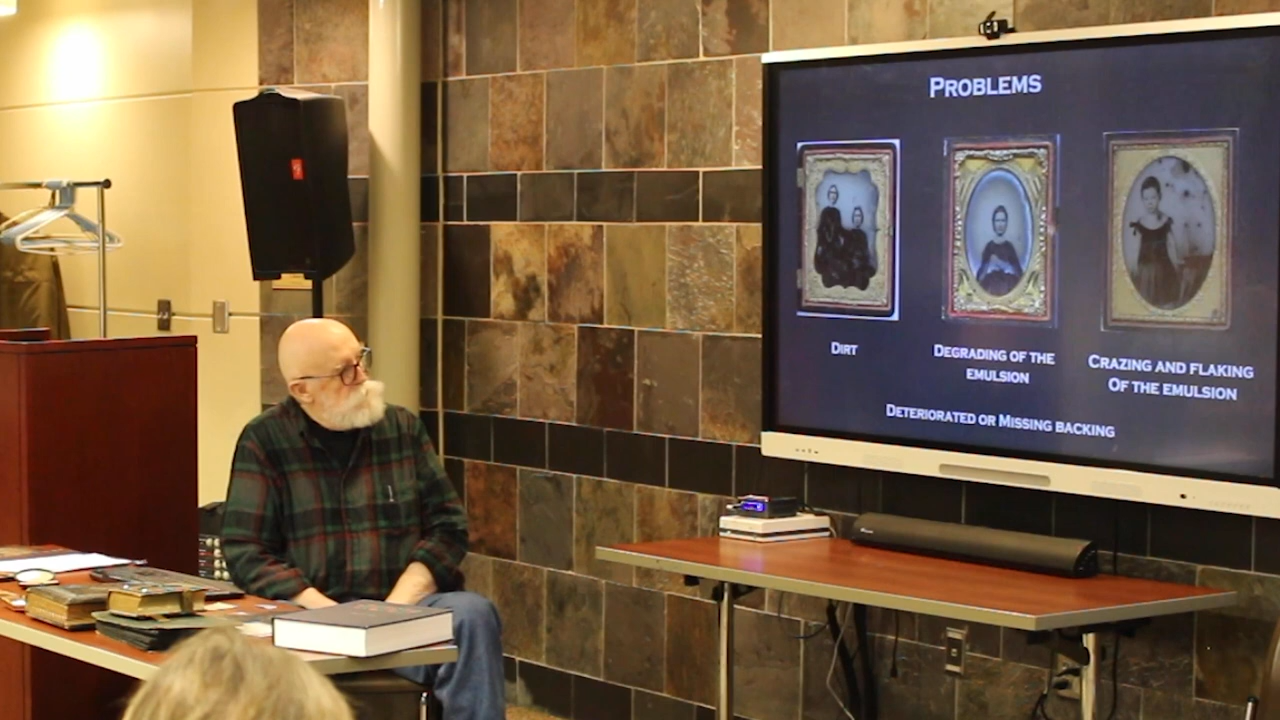 Problems
Dirt
Degrading of the
emulsion
Crazing and flaking
Of the emulsion
Deteriorated or Missing backing